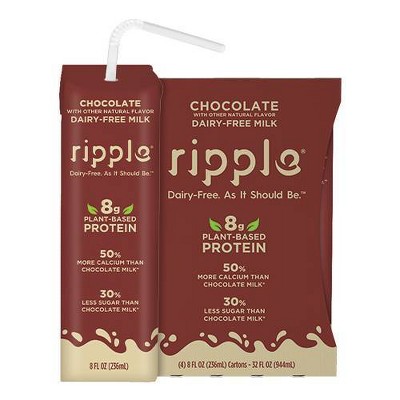 CHOCOLATE
WITH OTHER NATURAL FLAVOR
DAIRY-FREE MILK
ripple®
Dairy-Free. As It Should Be.™
8g
PLANT-BASED
PROTEIN
50%
MORE CALCIUM THAN
CHOCOLATE MILK*
30%
LESS SUGAR THAN
CHOCOLATE MILK*
8 FL OZ (236mL)
CHOCOLATE
WITH OTHER NATURAL FLAVOR
DAIRY-FREE MILK
ripple®
Dairy-Free. As It Should Be.™
8g
PLANT-BASED
PROTEIN
50%
MORE CALCIUM THAN
CHOCOLATE MILK*
30%
LESS SUGAR THAN
CHOCOLATE MILK*
(4) 8 FL OZ (236mL) Cartons - 32 FL OZ (944mL)